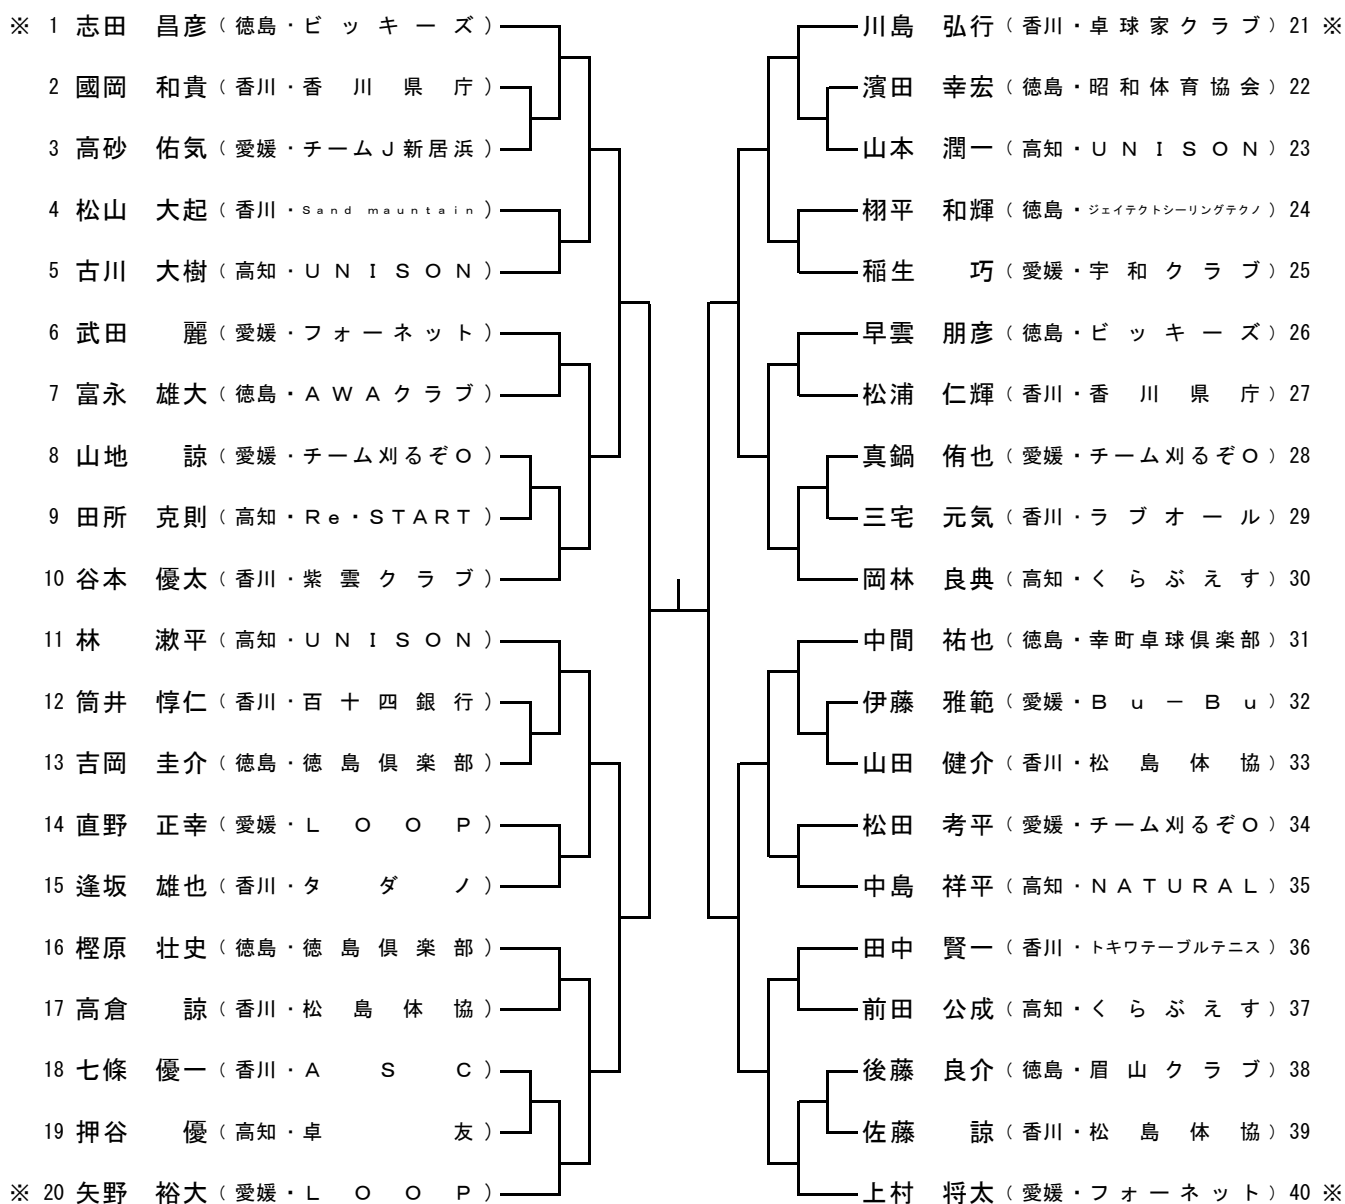 ※ 1 志田 昌彦 (徳島・ビッキーズ)
2 國岡 和貴 (香川・香川県庁)
3 高砂 佑気 (愛媛・チームJ新居浜)
4 松山 大起 (香川・Sand mauntain)
5 古川 大樹 (高知・UNISON)
6 武田 麗 (愛媛・フォーネット)
7 富永 雄大 (徳島・AWAクラブ)
8 山地 諒 (愛媛・チーム刈るぞO)
9 田所 克則 (高知・Re・START)
10 谷本 優太 (香川・紫雲クラブ)
11 林 漱平 (高知・UNISON)
12 筒井 惇仁 (香川・百十四銀行)
13 吉岡 圭介 (徳島・徳島倶楽部)
14 直野 正幸 (愛媛・LOOP)
15 逢坂 雄也 (香川・タダノ)
16 樫原 壮史 (徳島・徳島倶楽部)
17 高倉 諒 (香川・松島体協)
18 七條 優一 (香川・ASC)
19 押谷 優 (高知・卓友)
※ 20 矢野 裕大 (愛媛・LOOP)
川島 弘行 (香川・卓球家クラブ) 21 ※
濱田 幸宏 (徳島・昭和体育協会) 22
山本 潤一 (高知・UNISON) 23
栩平 和輝 (徳島・ジェイテクトシーリングテクノ) 24
稲生 巧 (愛媛・宇和クラブ) 25
早雲 朋彦 (徳島・ビッキーズ) 26
松浦 仁輝 (香川・香川県庁) 27
真鍋 侑也 (愛媛・チーム刈るぞO) 28
三宅 元気 (香川・ラブオール) 29
岡林 良典 (高知・くらぶえす) 30
中間 祐也 (徳島・幸町卓球倶楽部) 31
伊藤 雅範 (愛媛・Bu－Bu) 32
山田 健介 (香川・松島体協) 33
松田 考平 (愛媛・チーム刈るぞO) 34
中島 祥平 (高知・NATURAL) 35
田中 賢一 (香川・トキワテーブルテニス) 36
前田 公成 (高知・くらぶえす) 37
後藤 良介 (徳島・眉山クラブ) 38
佐藤 諒 (香川・松島体協) 39
上村 将太 (愛媛・フォーネット) 40 ※